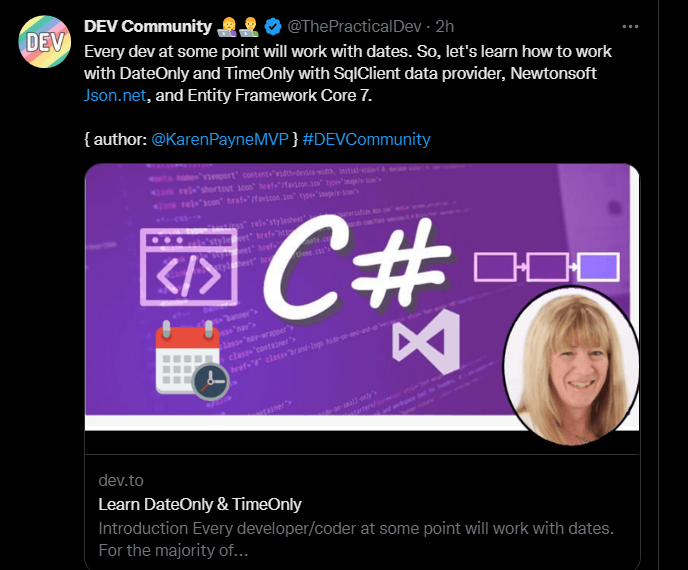 DEV
DEV Community @ThePracticalDev · 2h
Every dev at some point will work with dates. So, let's learn how to work
with DateOnly and TimeOnly with SqlClient data provider, Newtonsoft
Json.net, and Entity Framework Core 7.
{ author: @KarenPayneMVP } #DEVCommunity
C#
</>
dev.to
Learn DateOnly & TimeOnly
Introduction Every developer/coder at some point will work with dates.
For the majority of...